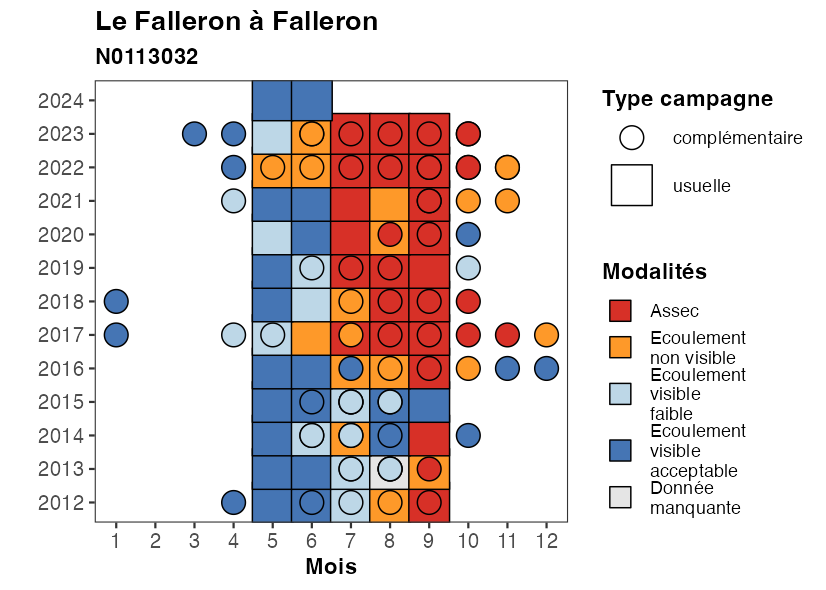 Le Falleron à Falleron
N0113032
2024
2023
2022
2021
2020
2019
2018
2017
2016
2015
2014
2013
2012
1 2 3 4 5 6 7 8 9 10 11 12
Mois
Type campagne
complémentaire
usuelle
Modalités
Assec
Ecoulement
non visible
Ecoulement
visible
faible
Ecoulement
visible
acceptable
Donnée
manquante